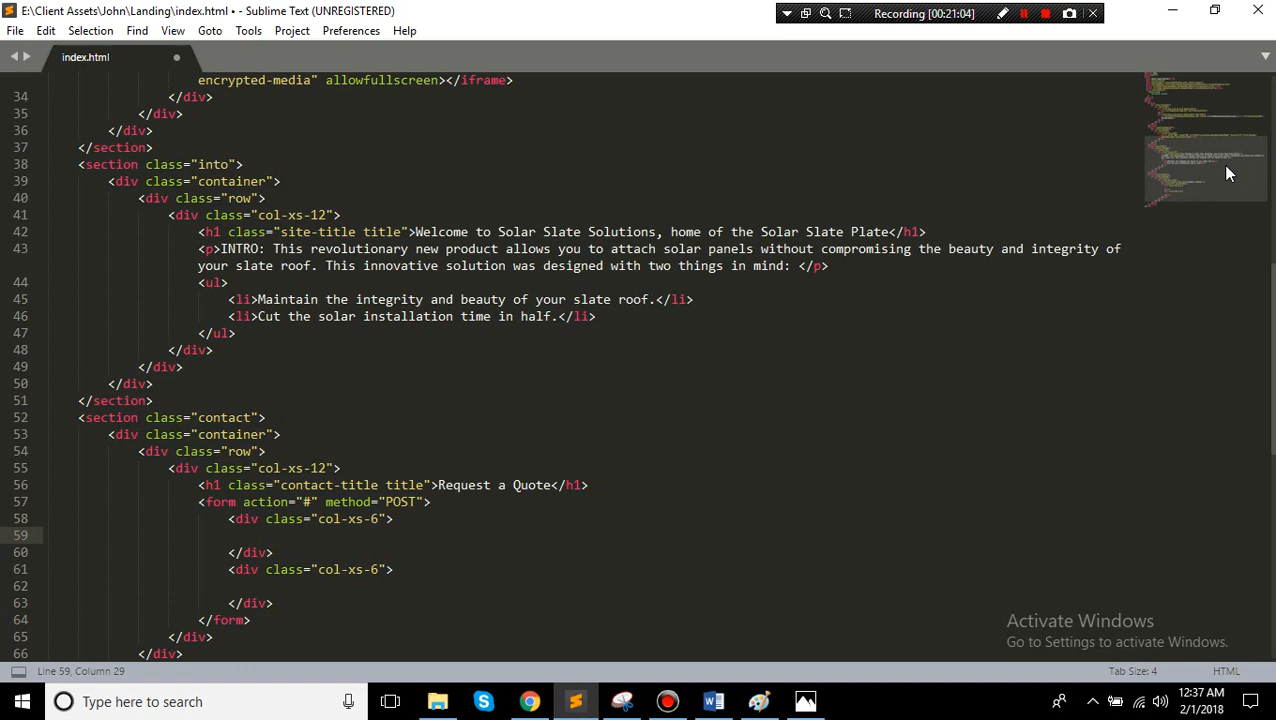 E:\Client Assets\John\Landing\index.html • - Sublime Text (UNREGISTERED)
Recording [00:21:04]
File Edit Selection Find View Goto Tools Project Preferences Help
index.html
encrypted-media" allowfullscreen></iframe>
34 </div>
35 </div>
36 </div>
37 </section>
38 <section class="into">
39 <div class="container">
40 <div class="row">
41 <div class="col-xs-12">
42 <h1 class="site-title title">Welcome to Solar Slate Solutions, home of the Solar Slate Plate</h1>
43 <p>INTRO: This revolutionary new product allows you to attach solar panels without compromising the beauty and integrity of
your slate roof. This innovative solution was designed with two things in mind: </p>
44 <ul>
45 <li>Maintain the integrity and beauty of your slate roof.</li>
46 <li>Cut the solar installation time in half.</li>
47 </ul>
48 </div>
49 </div>
50 </div>
51 </section>
52 <section class="contact">
53 <div class="container">
54 <div class="row">
55 <div class="col-xs-12">
56 <h1 class="contact-title title">Request a Quote</h1>
57 <form action="#" method="POST">
58 <div class="col-xs-6">
59
60 </div>
61 <div class="col-xs-6">
62
63 </div>
64 </form>
65 </div>
66 </div>
Activate Windows
Go to Settings to activate Windows.
Line 59, Column 29
Tab Size: 4 HTML
Type here to search
12:37 AM
2/1/2018